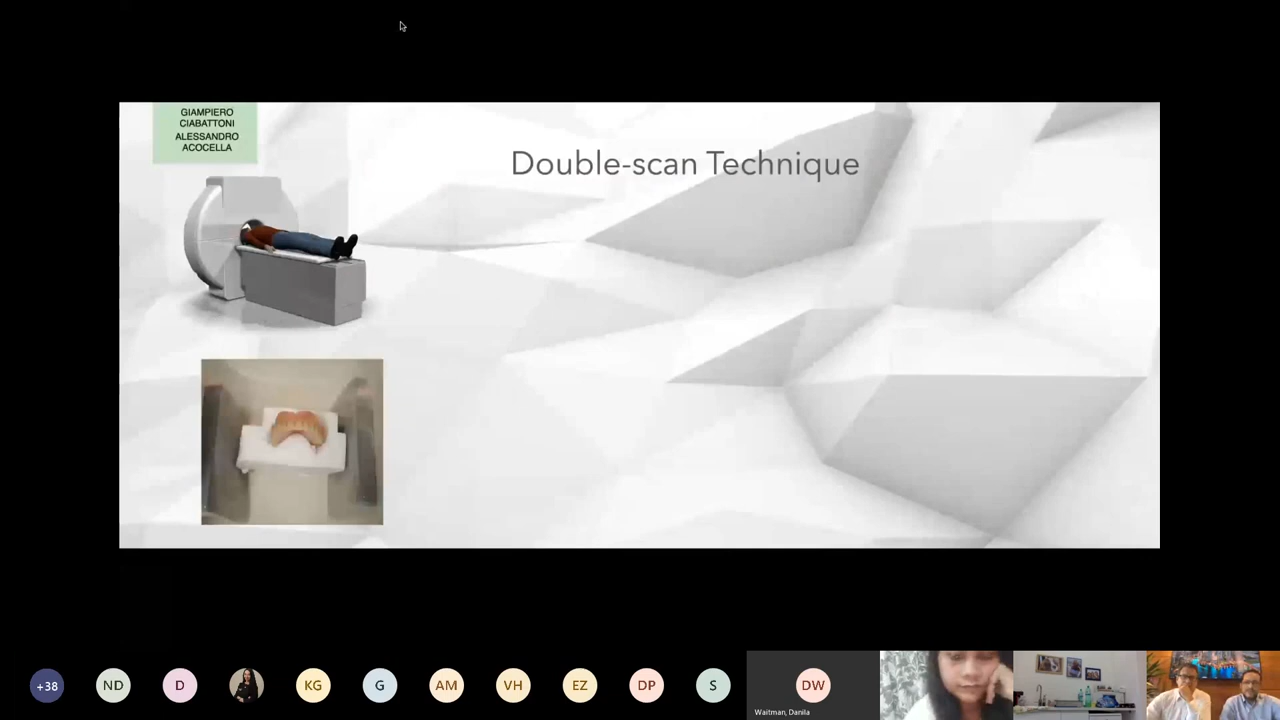 GIAMPIERO
CIABATTONI
ALESSANDRO
ACOCELLA
Double-scan Technique
+38
ND
D
KG
G
AM
VH
EZ
DP
S
DW
Waitman, Danila